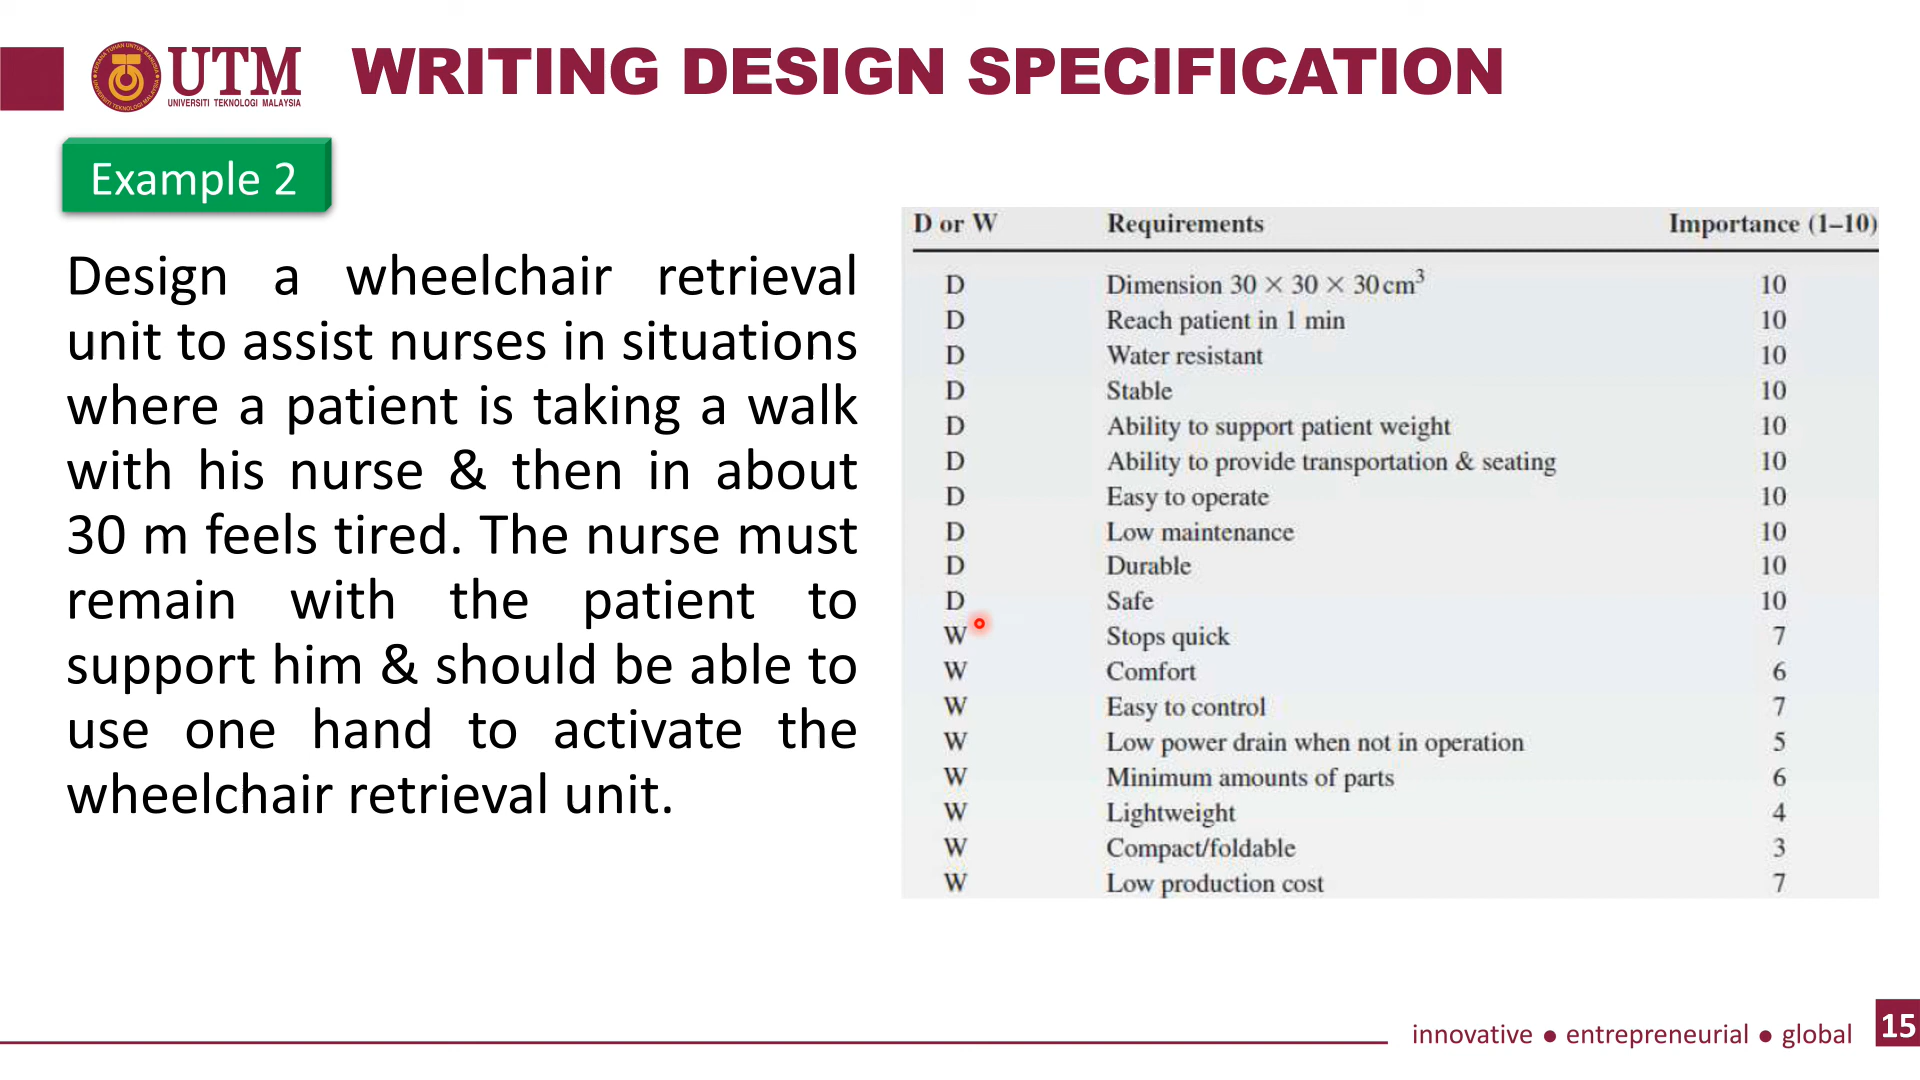 UTM
UNIVERSITI TEKNOLOGI MALAYSIA
WRITING DESIGN SPECIFICATION
Example 2
Design a wheelchair retrieval
unit to assist nurses in situations
where a patient is taking a walk
with his nurse & then in about
30 m feels tired. The nurse must
remain with the patient to
support him & should be able to
use one hand to activate the
wheelchair retrieval unit.
D or W Requirements Importance (1–10)
D Dimension 30 × 30 × 30 cm³ 10
D Reach patient in 1 min 10
D Water resistant 10
D Stable 10
D Ability to support patient weight 10
D Ability to provide transportation & seating 10
D Easy to operate 10
D Low maintenance 10
D Durable 10
D Safe 10
W Stops quick 7
W Comfort 6
W Easy to control 7
W Low power drain when not in operation 5
W Minimum amounts of parts 6
W Lightweight 4
W Compact/foldable 3
W Low production cost 7
innovative ● entrepreneurial ● global
15